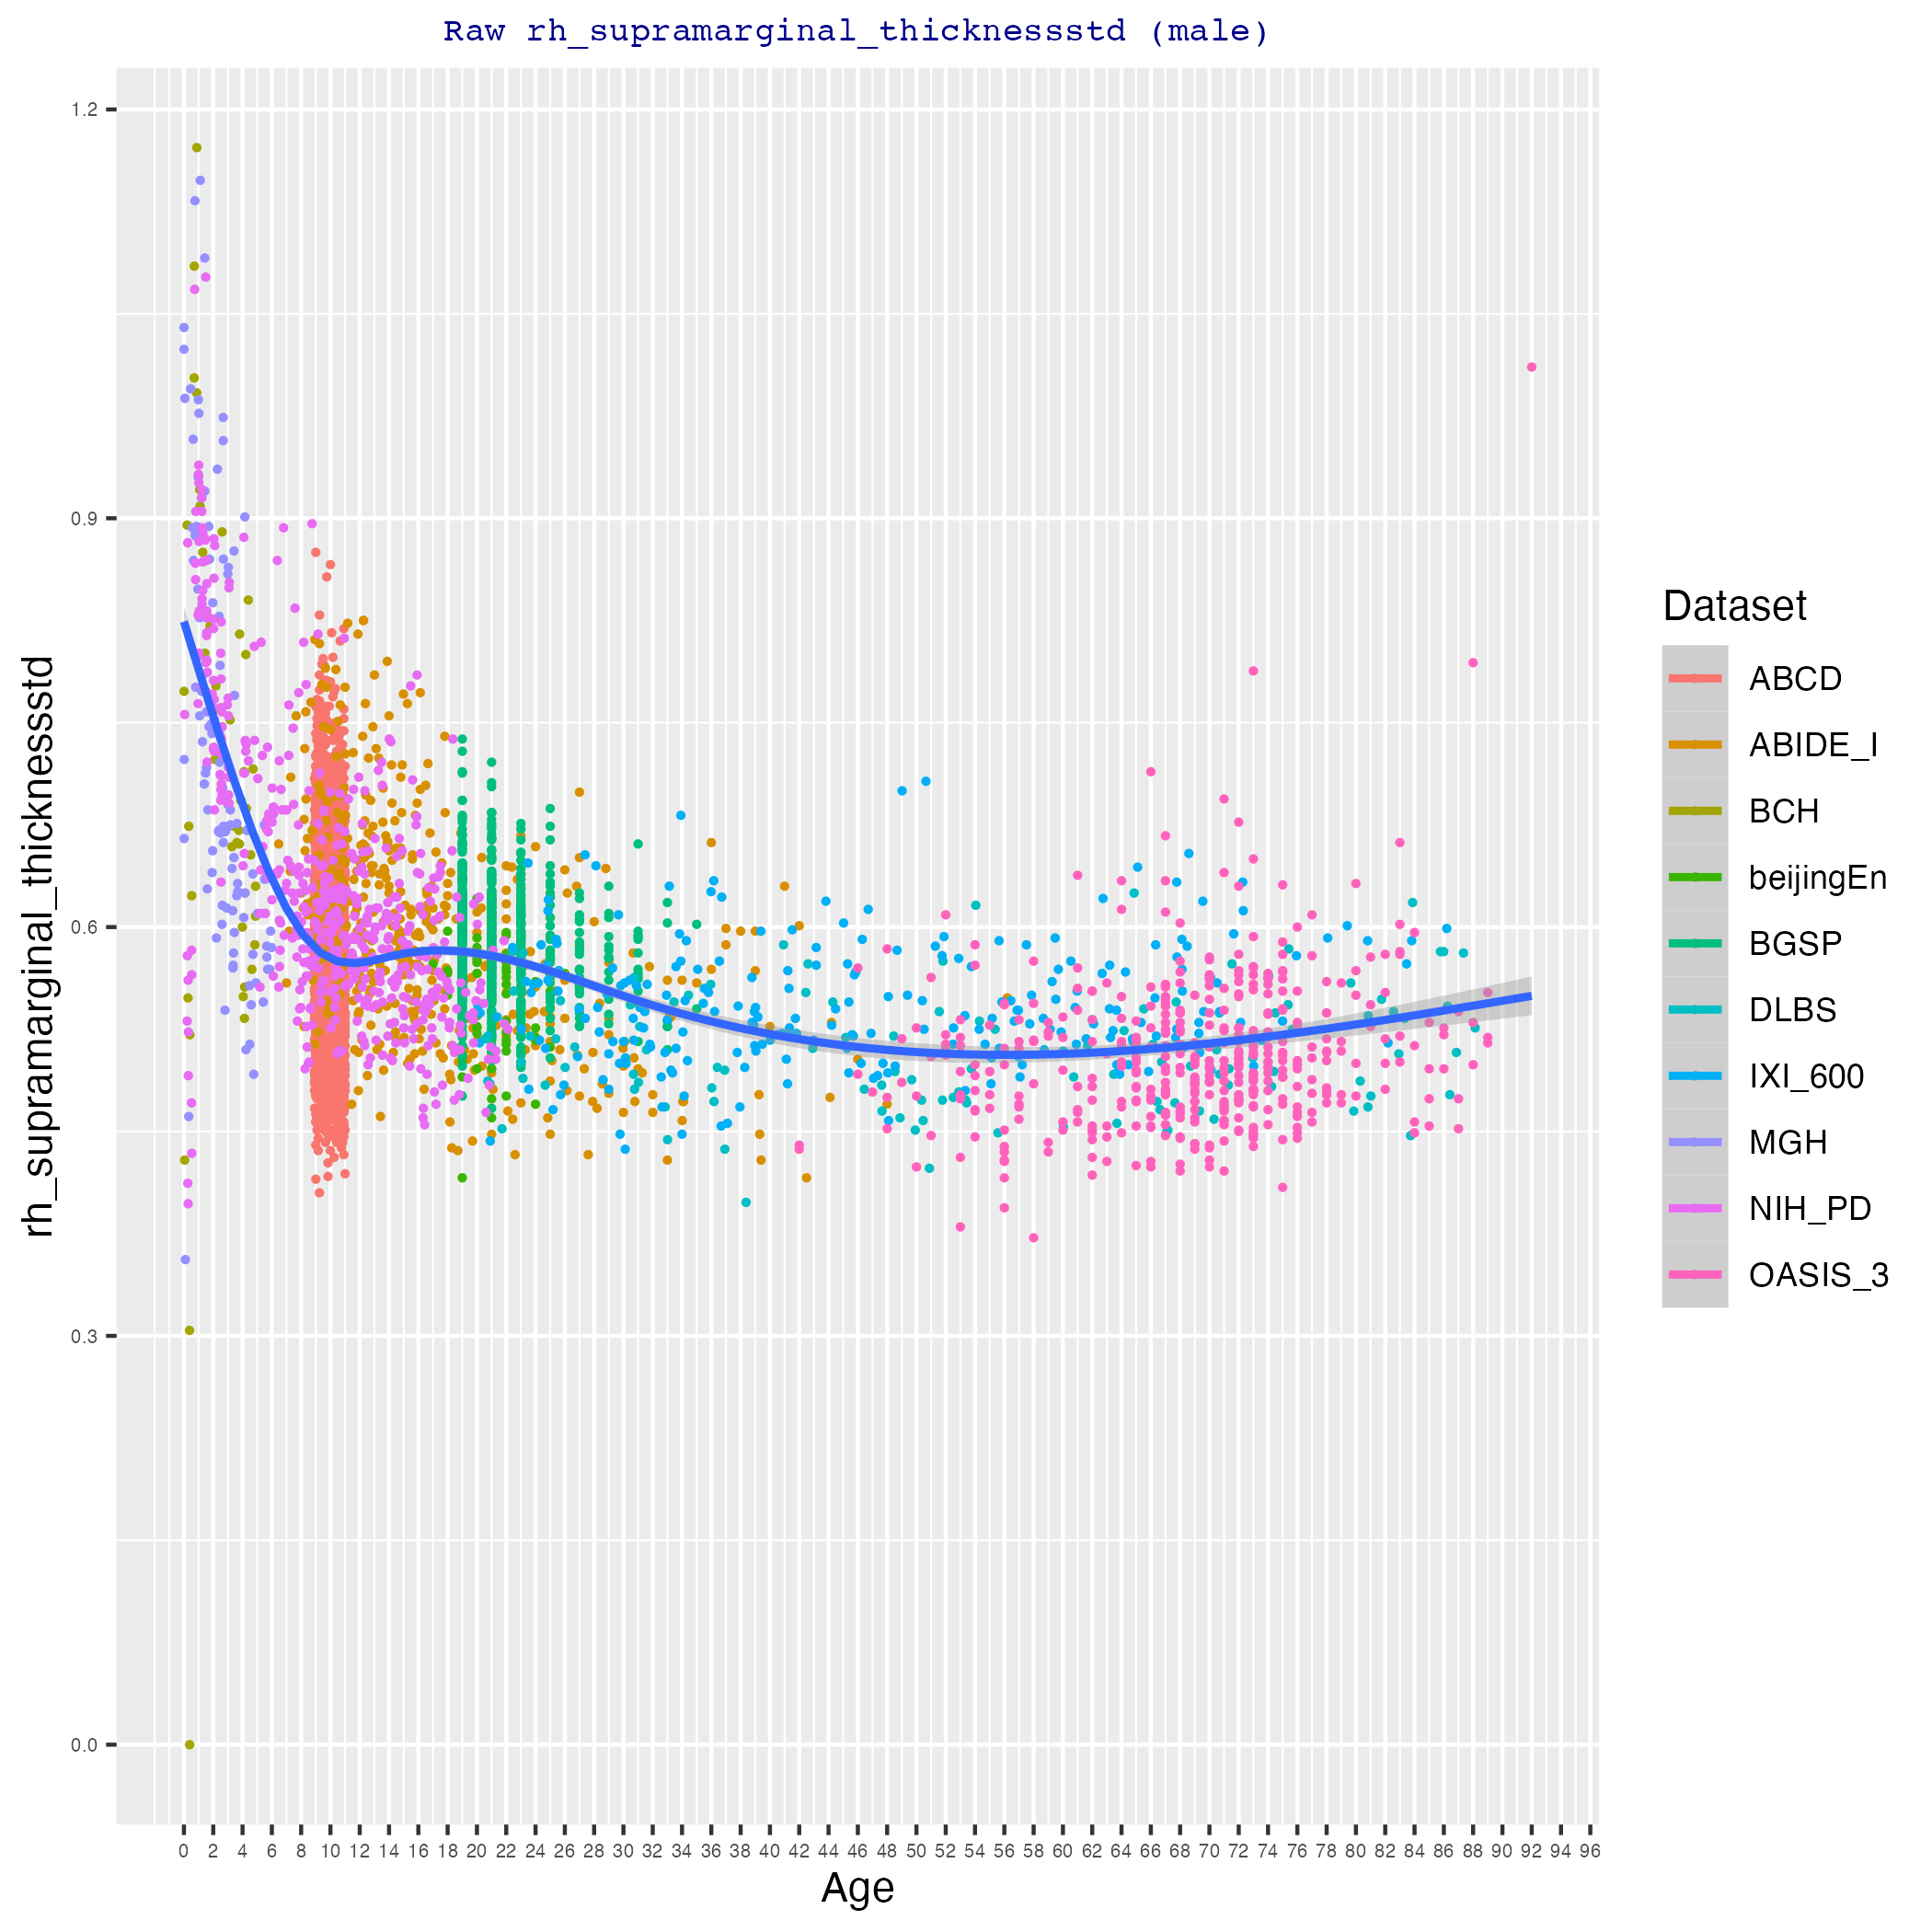 Raw rh_supramarginal_thicknessstd (male)
1.2
0.9
0.6
0.3
0.0
rh_supramarginal_thicknessstd
0 2 4 6 8 10 12 14 16 18 20 22 24 26 28 30 32 34 36 38 40 42 44 46 48 50 52 54 56 58 60 62 64 66 68 70 72 74 76 78 80 82 84 86 88 90 92 94 96
Age
Dataset
ABCD
ABIDE_I
BCH
beijingEn
BGSP
DLBS
IXI_600
MGH
NIH_PD
OASIS_3